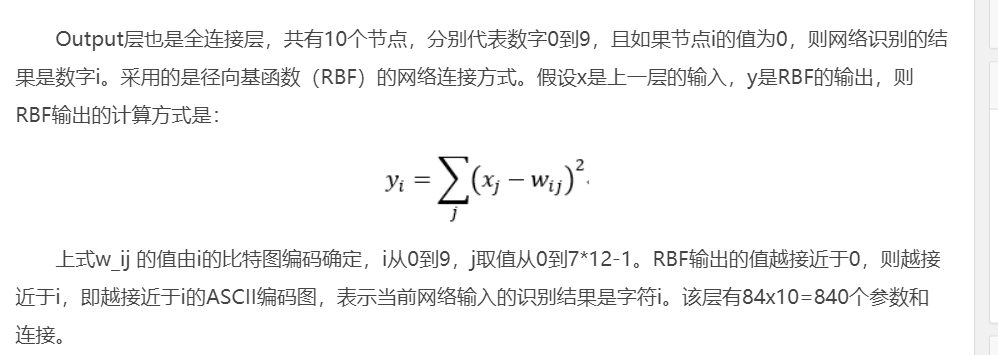 Output层也是全连接层，共有10个节点，分别代表数字0到9，且如果节点i的值为0，则网络识别的结
果是数字i。采用的是径向基函数（RBF）的网络连接方式。假设x是上一层的输入，y是RBF的输出，则
RBF输出的计算方式是：
y_i = ∑_j (x_j − w_ij)^2.
上式w_ij 的值由i的比特图编码确定，i从0到9，j取值从0到7*12-1。RBF输出的值越接近于0，则越接
近于i，即越接近于i的ASCII编码图，表示当前网络输入的识别结果是字符i。该层有84x10=840个参数和
连接。